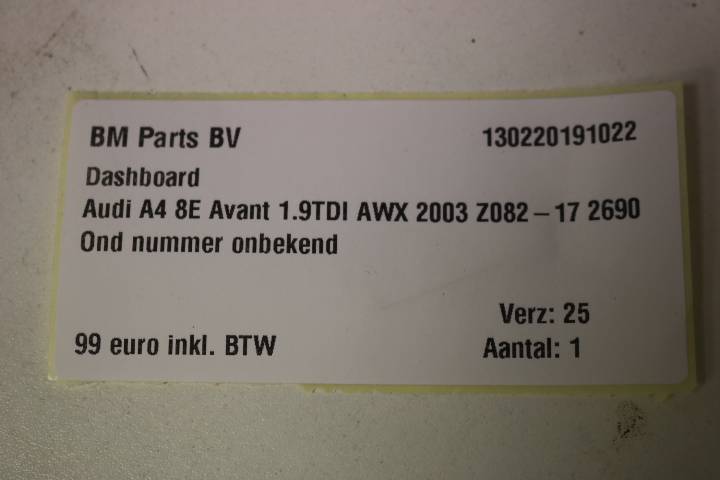 BM Parts BV 130220191022
Dashboard
Audi A4 8E Avant 1.9TDI AWX 2003 Z082-17 2690
Ond nummer onbekend
Verz: 25
99 euro inkl. BTW Aantal: 1